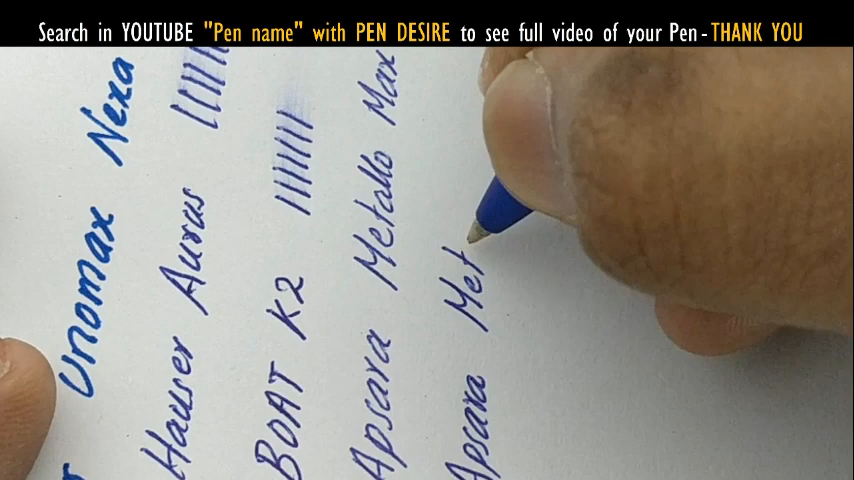 Search in YOUTUBE "Pen name" with PEN DESIRE to see full video of your Pen - THANK YOU
Unomax Nexa
Hauser Auras
BOAT K2
Apsara Metallo Max
Apsara Met